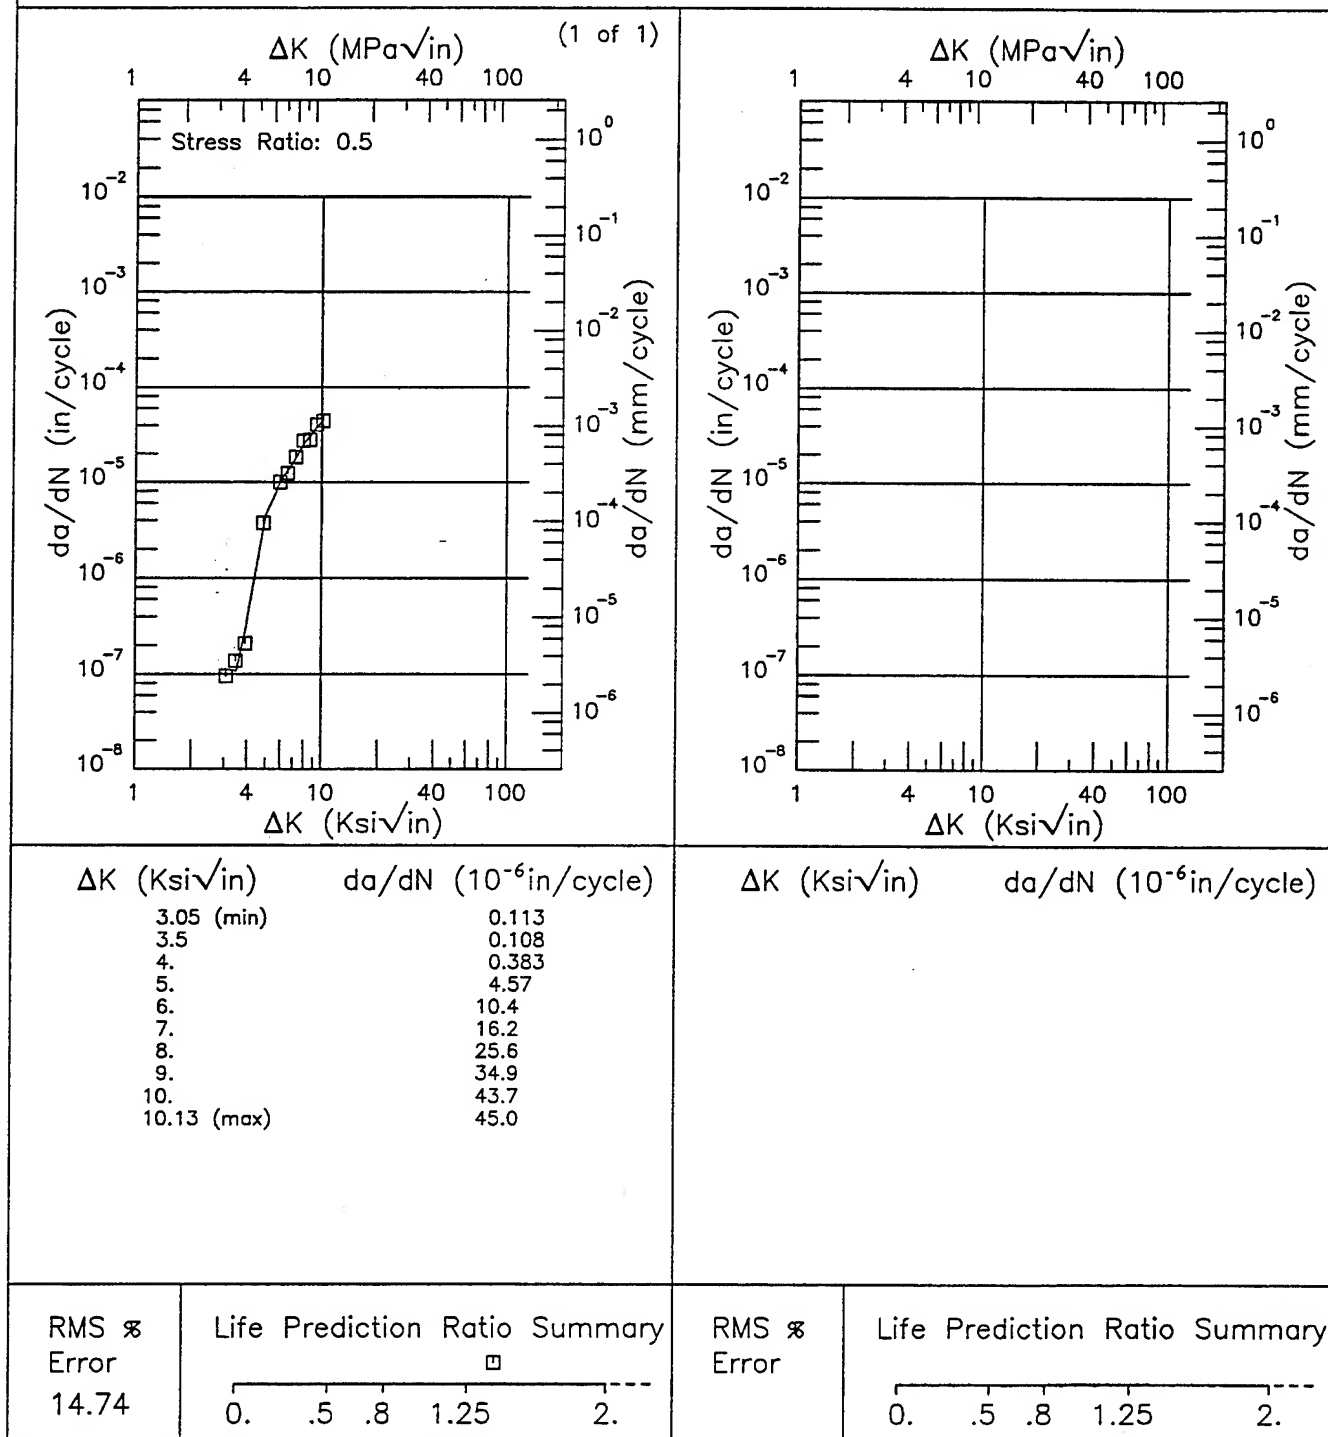 (1 of 1)
ΔK (MPa√in)
1 4 10 40 100
Stress Ratio: 0.5
10⁰
10⁻¹
10⁻²
10⁻³
10⁻⁴
10⁻⁵
10⁻⁶
da/dN (mm/cycle)
10⁻²
10⁻³
10⁻⁴
10⁻⁵
10⁻⁶
10⁻⁷
10⁻⁸
da/dN (in/cycle)
1 4 10 40 100
ΔK (Ksi√in)
ΔK (MPa√in)
1 4 10 40 100
10⁰
10⁻¹
10⁻²
10⁻³
10⁻⁴
10⁻⁵
10⁻⁶
da/dN (mm/cycle)
10⁻²
10⁻³
10⁻⁴
10⁻⁵
10⁻⁶
10⁻⁷
10⁻⁸
da/dN (in/cycle)
1 4 10 40 100
ΔK (Ksi√in)
ΔK (Ksi√in) da/dN (10⁻⁶in/cycle)
3.05 (min) 0.113
3.5 0.108
4. 0.383
5. 4.57
6. 10.4
7. 16.2
8. 25.6
9. 34.9
10. 43.7
10.13 (max) 45.0
ΔK (Ksi√in) da/dN (10⁻⁶in/cycle)
RMS %
Error
14.74
Life Prediction Ratio Summary
0. .5 .8 1.25 2.
RMS %
Error
Life Prediction Ratio Summary
0. .5 .8 1.25 2.